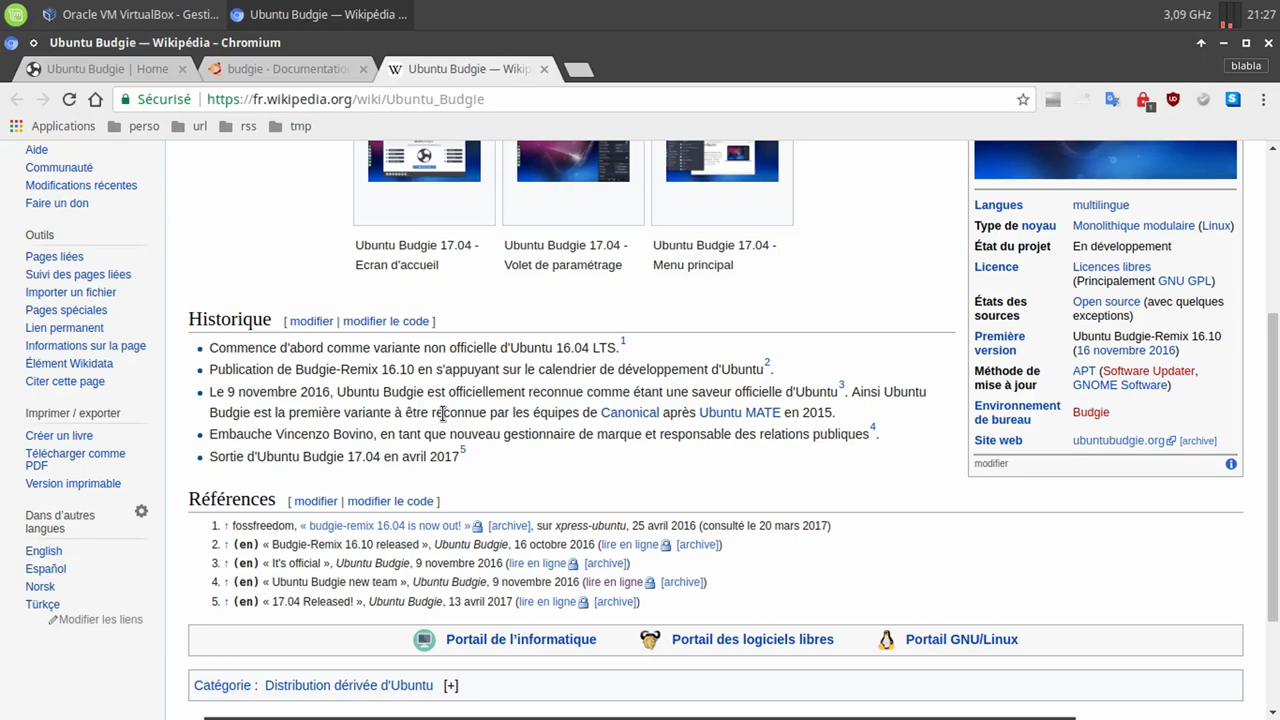 Oracle VM VirtualBox - Gesti...
Ubuntu Budgie — Wikipédia ...
3,09 GHz
21:27
Ubuntu Budgie — Wikipédia – Chromium
Ubuntu Budgie | Home
budgie - Documentatio
Ubuntu Budgie — Wikip
blabla
Sécurisé
https://fr.wikipedia.org/wiki/Ubuntu_Budgie
Applications
perso
url
rss
tmp
Aide
Communauté
Modifications récentes
Faire un don
Outils
Pages liées
Suivi des pages liées
Importer un fichier
Pages spéciales
Lien permanent
Informations sur la page
Élément Wikidata
Citer cette page
Imprimer / exporter
Créer un livre
Télécharger comme
PDF
Version imprimable
Dans d'autres
langues
English
Español
Norsk
Türkçe
Modifier les liens
Ubuntu Budgie 17.04 -
Ecran d'accueil
Ubuntu Budgie 17.04 -
Volet de paramétrage
Ubuntu Budgie 17.04 -
Menu principal
Historique [ modifier | modifier le code ]
Commence d'abord comme variante non officielle d'Ubuntu 16.04 LTS.1
Publication de Budgie-Remix 16.10 en s'appuyant sur le calendrier de développement d'Ubuntu2.
Le 9 novembre 2016, Ubuntu Budgie est officiellement reconnue comme étant une saveur officielle d'Ubuntu3. Ainsi Ubuntu
Budgie est la première variante à être reconnue par les équipes de Canonical après Ubuntu MATE en 2015.
Embauche Vincenzo Bovino, en tant que nouveau gestionnaire de marque et responsable des relations publiques4.
Sortie d'Ubuntu Budgie 17.04 en avril 20175
Références [ modifier | modifier le code ]
1. ↑ fossfreedom, « budgie-remix 16.04 is now out! » [archive], sur xpress-ubuntu, 25 avril 2016 (consulté le 20 mars 2017)
2. ↑ (en) « Budgie-Remix 16.10 released », Ubuntu Budgie, 16 octobre 2016 (lire en ligne [archive])
3. ↑ (en) « It's official », Ubuntu Budgie, 9 novembre 2016 (lire en ligne [archive])
4. ↑ (en) « Ubuntu Budgie new team », Ubuntu Budgie, 9 novembre 2016 (lire en ligne [archive])
5. ↑ (en) « 17.04 Released! », Ubuntu Budgie, 13 avril 2017 (lire en ligne [archive])
Portail de l'informatique
Portail des logiciels libres
Portail GNU/Linux
Catégorie : Distribution dérivée d'Ubuntu [+]
Langues multilingue
Type de noyau Monolithique modulaire (Linux)
État du projet En développement
Licence Licences libres
(Principalement GNU GPL)
États des Open source (avec quelques
sources exceptions)
Première Ubuntu Budgie-Remix 16.10
version (16 novembre 2016)
Méthode de APT (Software Updater,
mise à jour GNOME Software)
Environnement
de bureau Budgie
Site web ubuntubudgie.org [archive]
modifier